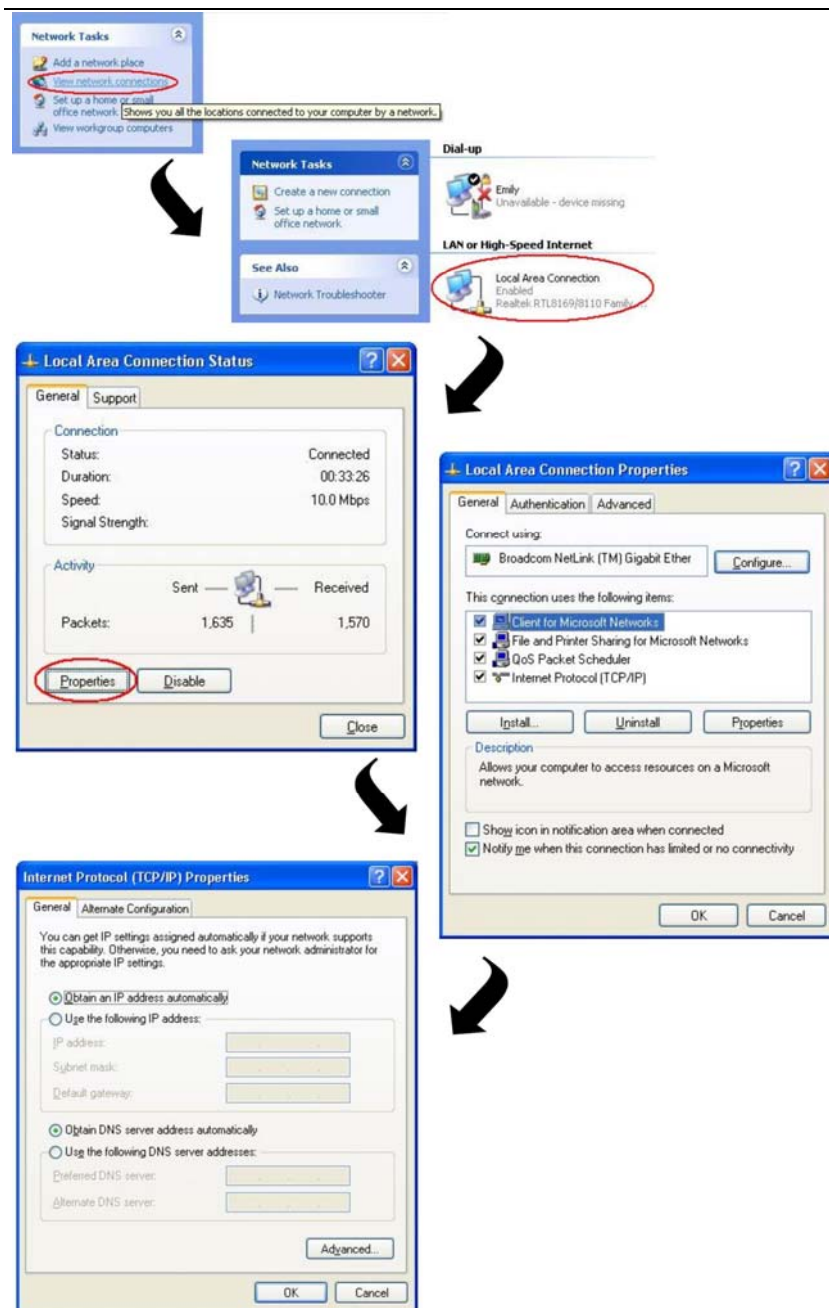 Network Tasks
Add a network place
View network connections
Set up a home or small
office network
Shows you all the locations connected to your computer by a network.
View workgroup computers
Network Tasks
Create a new connection
Set up a home or small
office network
See Also
Network Troubleshooter
Dial-up
Emily
Unavailable - device missing
LAN or High-Speed Internet
Local Area Connection
Enabled
Realtek RTL8169/8110 Family ...
Local Area Connection Status
General Support
Connection
Status: Connected
Duration: 00:33:26
Speed: 10.0 Mbps
Signal Strength:
Activity
Sent Received
Packets: 1,635 1,570
Properties Disable
Close
Local Area Connection Properties
General Authentication Advanced
Connect using:
Broadcom NetLink (TM) Gigabit Ether Configure...
This connection uses the following items:
Client for Microsoft Networks
File and Printer Sharing for Microsoft Networks
QoS Packet Scheduler
Internet Protocol (TCP/IP)
Install... Uninstall Properties
Description
Allows your computer to access resources on a Microsoft
network.
Show icon in notification area when connected
Notify me when this connection has limited or no connectivity
OK Cancel
Internet Protocol (TCP/IP) Properties
General Alternate Configuration
You can get IP settings assigned automatically if your network supports
this capability. Otherwise, you need to ask your network administrator for
the appropriate IP settings.
Obtain an IP address automatically
Use the following IP address:
IP address:
Subnet mask:
Default gateway:
Obtain DNS server address automatically
Use the following DNS server addresses:
Preferred DNS server:
Alternate DNS server:
Advanced...
OK Cancel